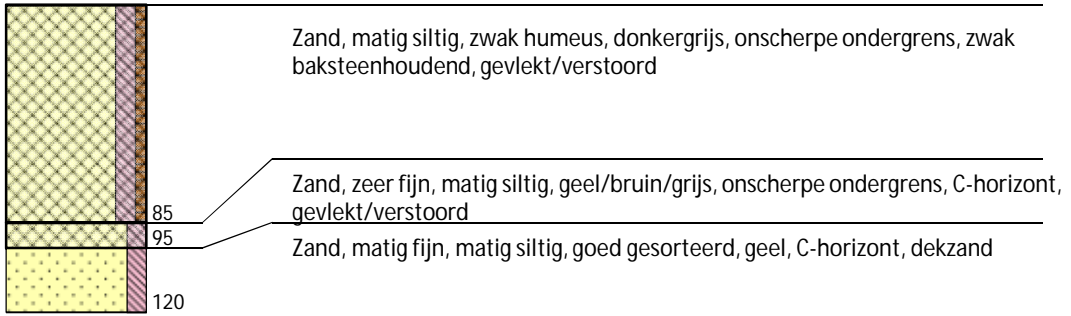 Zand, matig siltig, zwak humeus, donkergrijs, onscherpe ondergrens, zwak
baksteenhoudend, gevlekt/verstoord
Zand, zeer fijn, matig siltig, geel/bruin/grijs, onscherpe ondergrens, C-horizont,
gevlekt/verstoord
85
95
Zand, matig fijn, matig siltig, goed gesorteerd, geel, C-horizont, dekzand
120